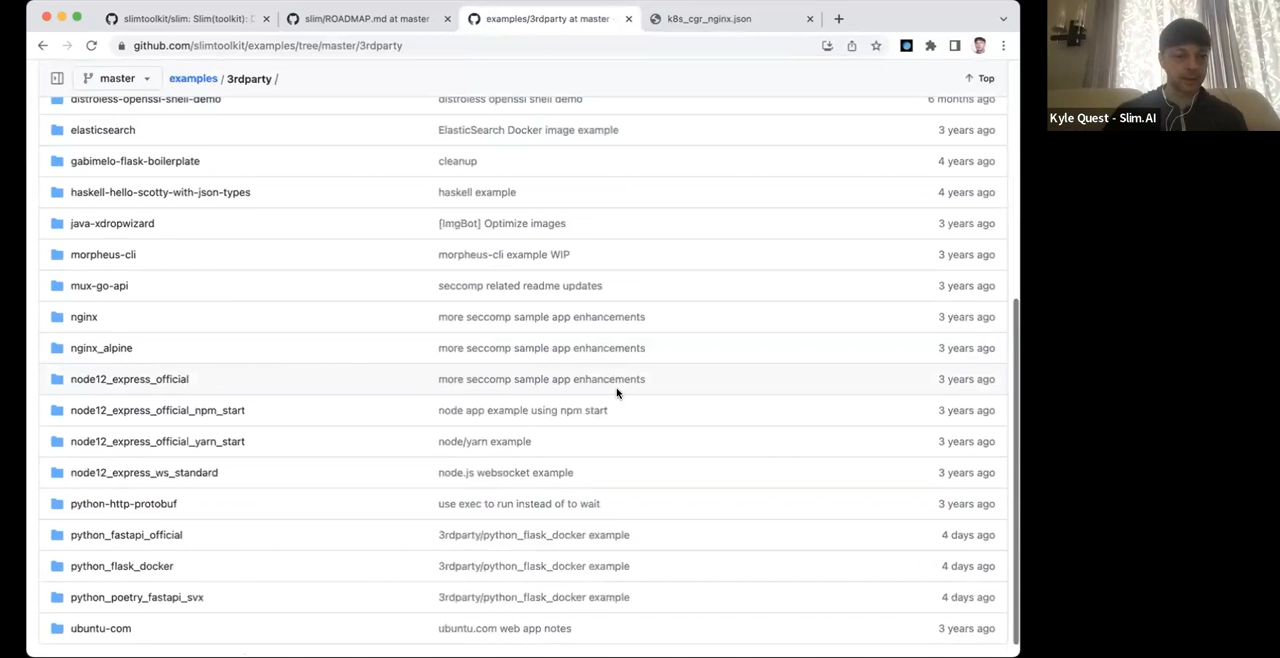 slimtoolkit/slim: Slim(toolkit): D
slim/ROADMAP.md at master
examples/3rdparty at master
k8s_cgr_nginx.json
github.com/slimtoolkit/examples/tree/master/3rdparty
master
examples / 3rdparty /
Top
distroless-openssl-shell-demo distroless openssl shell demo 6 months ago
elasticsearch ElasticSearch Docker image example 3 years ago
gabimelo-flask-boilerplate cleanup 4 years ago
haskell-hello-scotty-with-json-types haskell example 4 years ago
java-xdropwizard [ImgBot] Optimize images 3 years ago
morpheus-cli morpheus-cli example WIP 3 years ago
mux-go-api seccomp related readme updates 3 years ago
nginx more seccomp sample app enhancements 3 years ago
nginx_alpine more seccomp sample app enhancements 3 years ago
node12_express_official more seccomp sample app enhancements 3 years ago
node12_express_official_npm_start node app example using npm start 3 years ago
node12_express_official_yarn_start node/yarn example 3 years ago
node12_express_ws_standard node.js websocket example 3 years ago
python-http-protobuf use exec to run instead of to wait 3 years ago
python_fastapi_official 3rdparty/python_flask_docker example 4 days ago
python_flask_docker 3rdparty/python_flask_docker example 4 days ago
python_poetry_fastapi_svx 3rdparty/python_flask_docker example 4 days ago
ubuntu-com ubuntu.com web app notes 3 years ago
Kyle Quest - Slim.AI